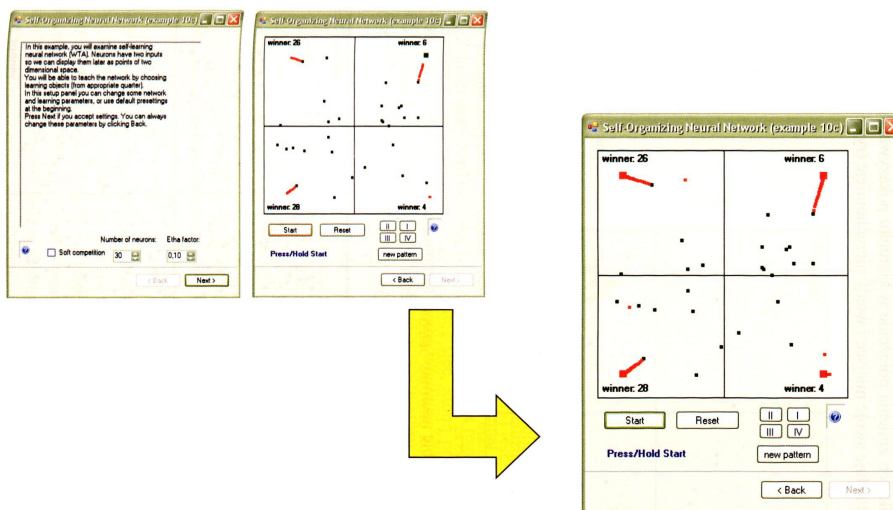 Self-Organizing Neural Network (example 10c)
In this example, you will examine self-learning
neural network (WTA). Neurons have two inputs
so we can display them later as points of two
dimensional space.
You will be able to teach the network by choosing
learning objects (from appropriate quarter).
In this setup panel you can change some network
and learning parameters, or use default presettings
at the beginning.
Press Next if you accept settings. You can always
change these parameters by clicking Back.
Number of neurons: Etha factor:
Soft competition 30 0,10
< Back Next >
Self-Organizing Neural Network (example 10c)
winner: 26 winner: 6
winner: 28 winner: 4
Start Reset II I
III IV
Press/Hold Start new pattern
< Back Next >
Self-Organizing Neural Network (example 10c)
winner: 26 winner: 6
winner: 28 winner: 4
Start Reset II I
III IV
Press/Hold Start new pattern
< Back Next >